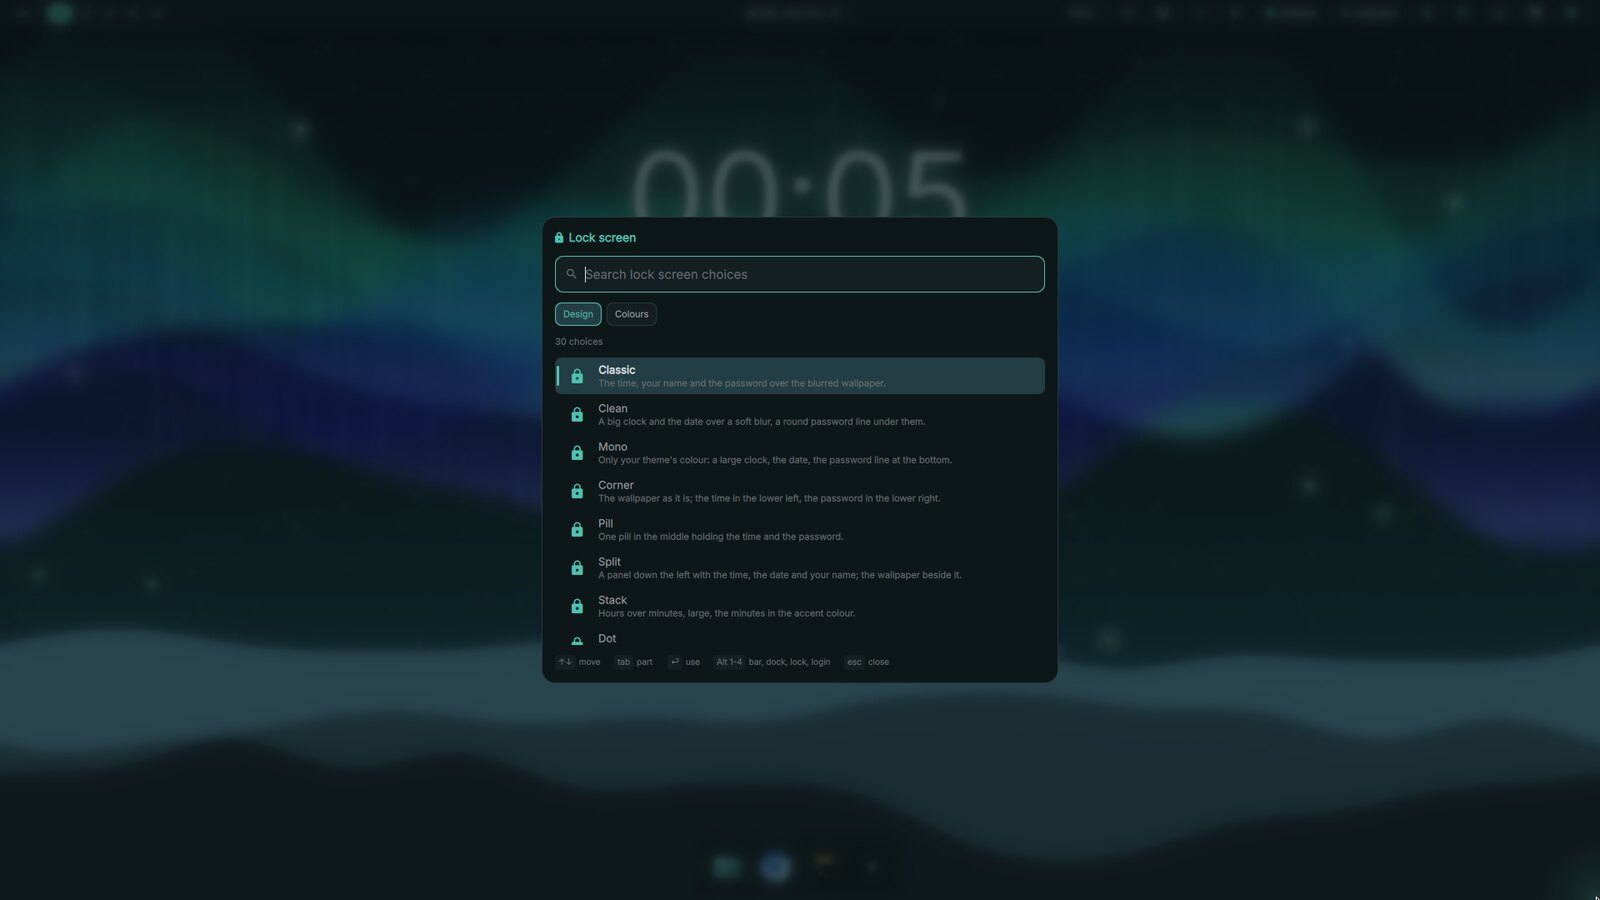 00:05
Lock screen
Search lock screen choices
Design Colours
30 choices
Classic
The time, your name and the password over the blurred wallpaper.
Clean
A big clock and the date over a soft blur, a round password line under them.
Mono
Only your theme's colour: a large clock, the date, the password line at the bottom.
Corner
The wallpaper as it is; the time in the lower left, the password in the lower right.
Pill
One pill in the middle holding the time and the password.
Split
A panel down the left with the time, the date and your name; the wallpaper beside it.
Stack
Hours over minutes, large, the minutes in the accent colour.
Dot
↑↓ move tab part ↵ use Alt 1-4 bar, dock, lock, login esc close